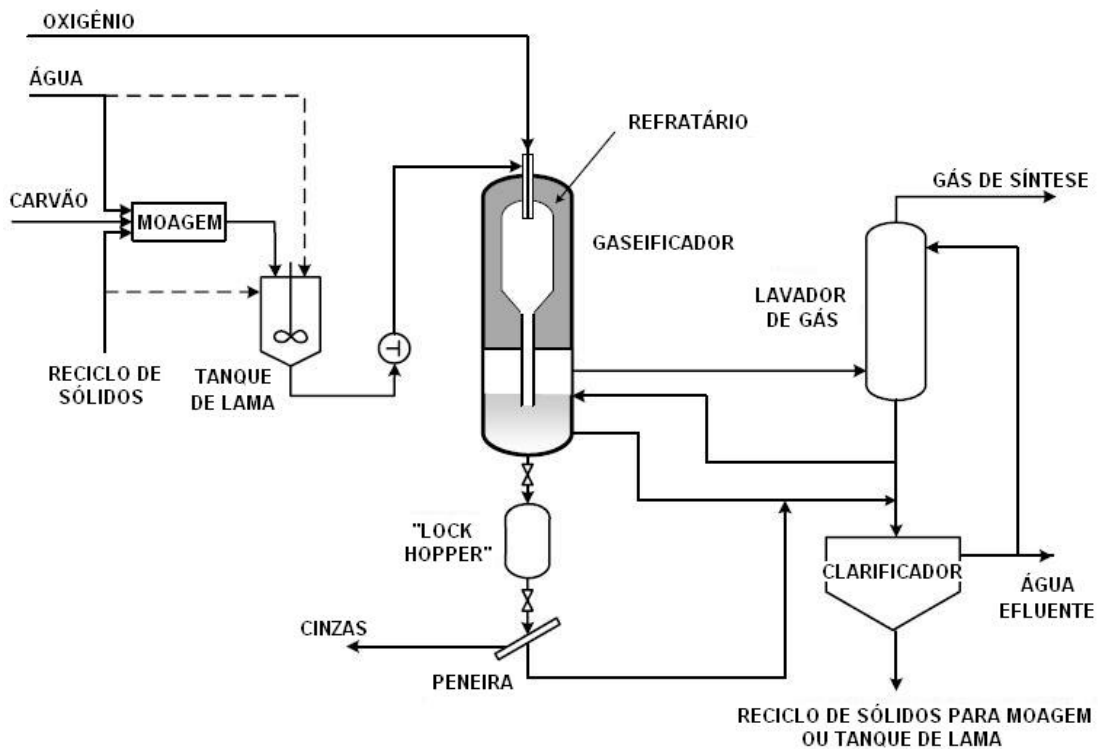 OXIGÊNIO
ÁGUA
REFRATÁRIO
GÁS DE SÍNTESE
CARVÃO
MOAGEM
GASEIFICADOR
LAVADOR
DE GÁS
T
RECICLO DE
SÓLIDOS
TANQUE
DE LAMA
"LOCK
HOPPER"
CLARIFICADOR
ÁGUA
EFLUENTE
CINZAS
PENEIRA
RECICLO DE SÓLIDOS PARA MOAGEM
OU TANQUE DE LAMA